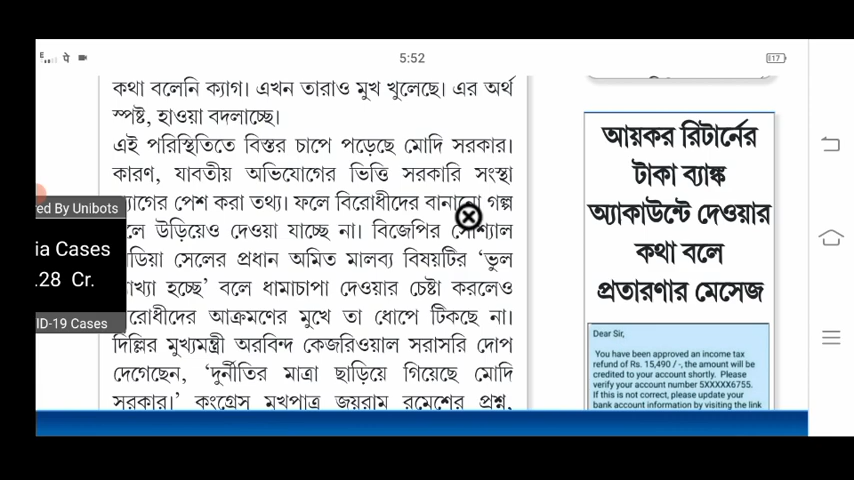 5:52
17
কথা বলেনি ক্যাগ। এখন তারাও মুখ খুলেছে। এর অর্থ
স্পষ্ট, হাওয়া বদলাচ্ছে।
এই পরিস্থিতিতে বিস্তর চাপে পড়েছে মোদি সরকার।
কারণ, যাবতীয় অভিযোগের ভিত্তি সরকারি সংস্থা
পেশ করা তথ্য। ফলে বিরোধীদের গল্প
উড়িয়েও দেওয়া যাচ্ছে না। বিজেপির
সেলের প্রধান অমিত মালব্য বিষয়টির ‘ভুল
হচ্ছে’ বলে ধামাচাপা দেওয়ার চেষ্টা করলেও
আক্রমণের মুখে তা ধোপে টিকছে না।
দিল্লির মুখ্যমন্ত্রী অরবিন্দ কেজরিওয়াল সরাসরি দোপ
দেগেছেন, ‘দুর্নীতির মাত্রা ছাড়িয়ে গিয়েছে মোদি
সরকার।’ কংগ্রেস মুখপাত্র জয়রাম রমেশের প্রশ্ন,
ed By Unibots
ia Cases
.28 Cr.
ID-19 Cases
আয়কর রিটার্নের
টাকা ব্যাঙ্ক
অ্যাকাউন্টে দেওয়ার
কথা বলে
প্রতারণার মেসেজ
Dear Sir,
You have been approved an income tax
refund of Rs. 15,490 / -, the amount will be
credited to your account shortly. Please
verify your account number 5XXXXX6755.
If this is not correct, please update your
bank account information by visiting the link